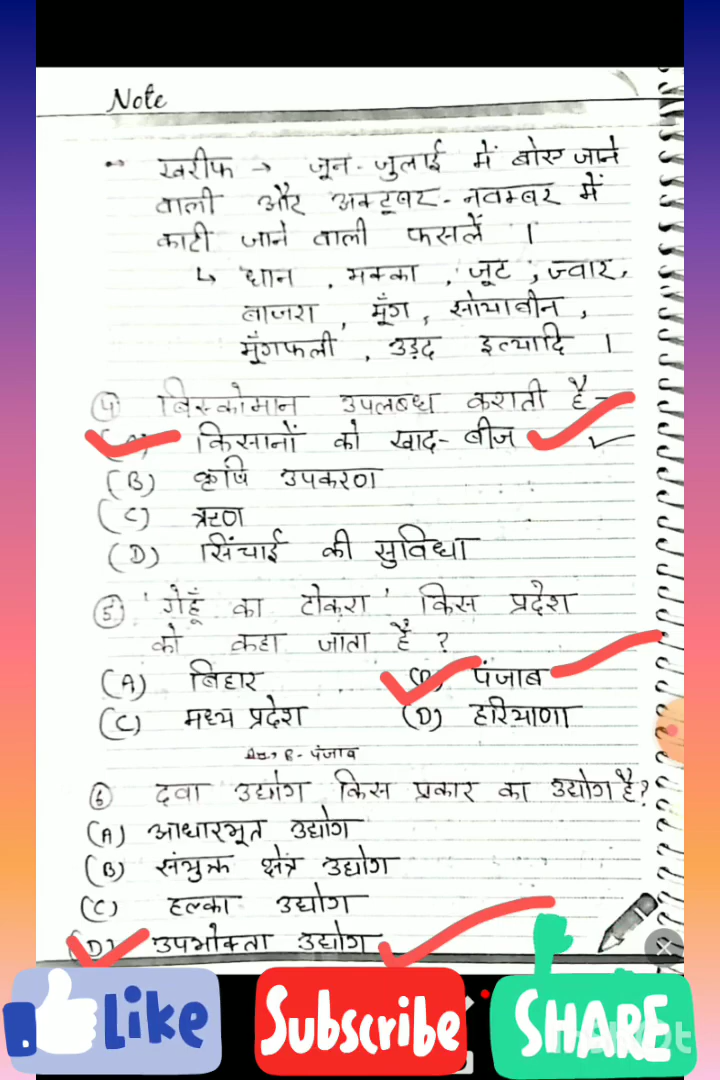 Note
खरीफ → जून-जुलाई में बोए जाने
वाली और अक्टूबर-नवम्बर में
काटी जाने वाली फसलें ।
↳ धान, मक्का, जूट, ज्वार,
बाजरा, मूँग, सोयाबीन,
मूँगफली, उड़द इत्यादि ।
④ बिस्कोमान उपलब्ध कराती है -
किसानों को खाद-बीज
(B) कृषि उपकरण
(C) ऋण
(D) सिंचाई की सुविधा
⑤ 'गेहूँ का टोकरा' किस प्रदेश
को कहा जाता है ?
(A) बिहार पंजाब
(C) मध्य प्रदेश (D) हरियाणा
Ans, B - पंजाब
⑥ दवा उद्योग किस प्रकार का उद्योग है?
(A) आधारभूत उद्योग
(B) संयुक्त क्षेत्र उद्योग
(C) हल्का उद्योग
(D) उपभोक्ता उद्योग
Like Subscribe SHARE